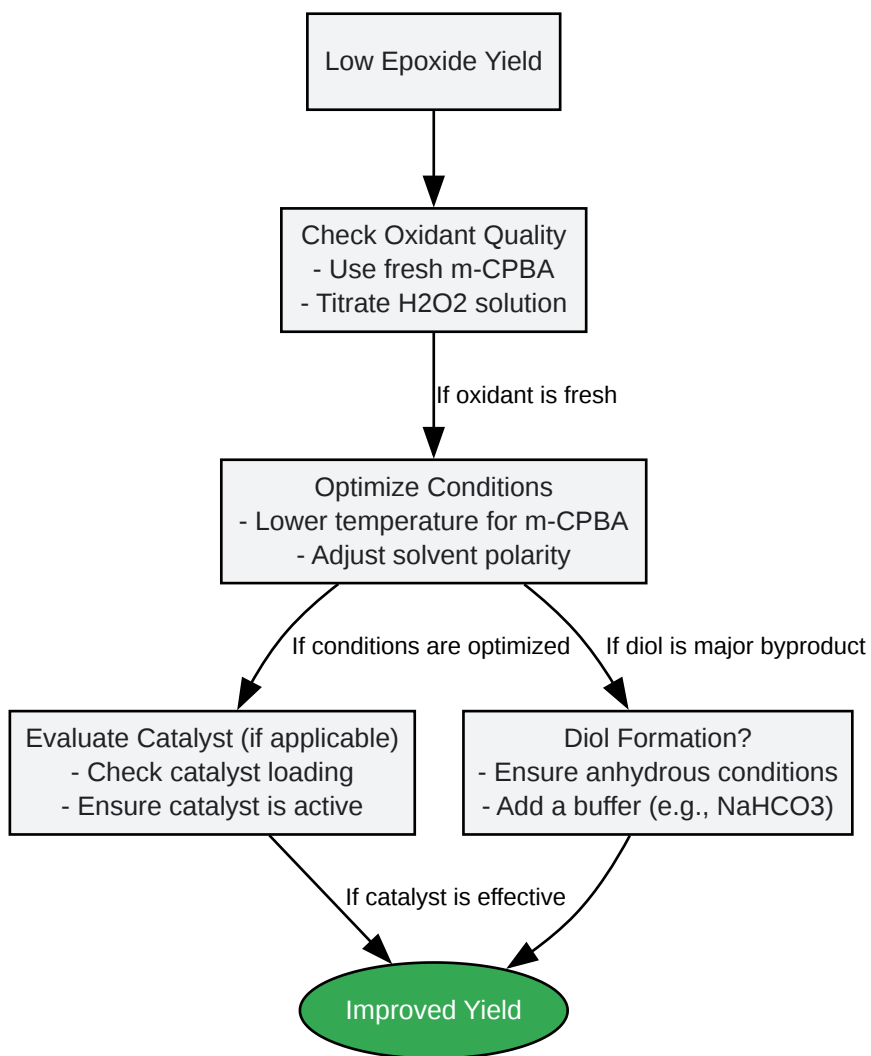 Low Epoxide Yield
Check Oxidant Quality
- Use fresh m-CPBA
- Titrate H2O2 solution
If oxidant is fresh
Optimize Conditions
- Lower temperature for m-CPBA
- Adjust solvent polarity
If conditions are optimized
If diol is major byproduct
Evaluate Catalyst (if applicable)
- Check catalyst loading
- Ensure catalyst is active
Diol Formation?
- Ensure anhydrous conditions
- Add a buffer (e.g., NaHCO3)
If catalyst is effective
Improved Yield